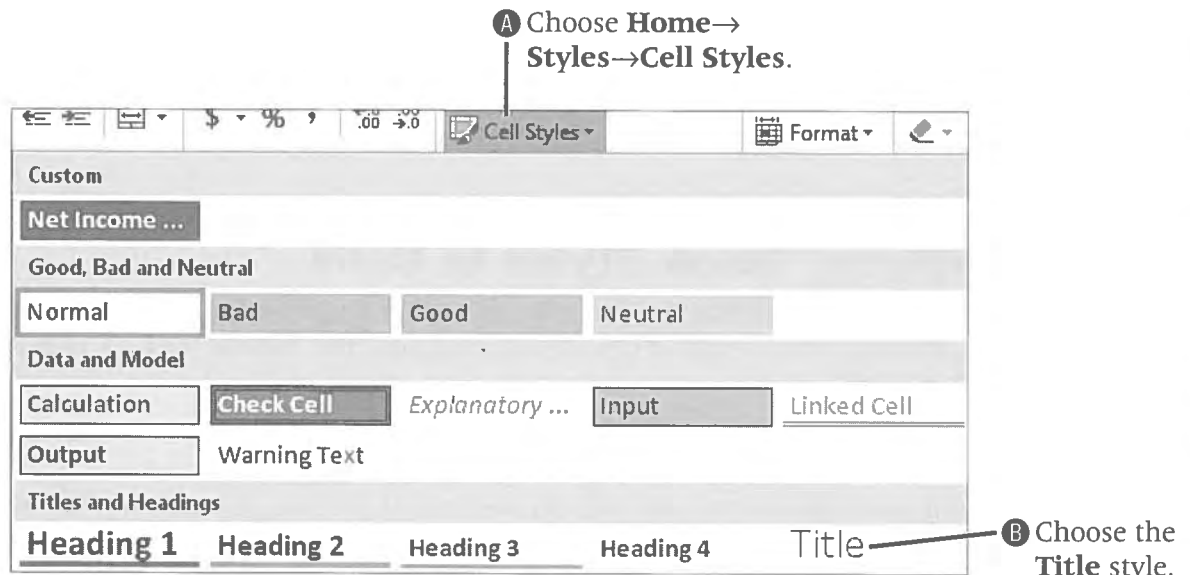 A Choose Home→
Styles→Cell Styles.
$ % , .00 →.0 Cell Styles Format
Custom
Net Income ...
Good, Bad and Neutral
Normal Bad Good Neutral
Data and Model
Calculation Check Cell Explanatory ... Input Linked Cell
Output Warning Text
Titles and Headings
Heading 1 Heading 2 Heading 3 Heading 4 Title
B Choose the
Title style.